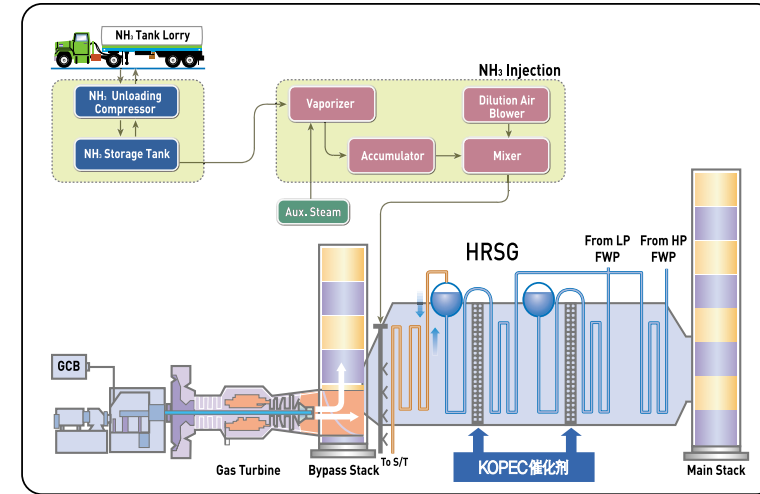 NH₃ Tank Lorry
NH₃ Unloading
Compressor
NH₃ Storage Tank
NH₃ Injection
Vaporizer
Dilution Air
Blower
Accumulator
Mixer
Aux. Steam
HRSG
From LP
FWP
From HP
FWP
GCB
Gas Turbine
Bypass Stack
To S/T
KOPEC催化剂
Main Stack